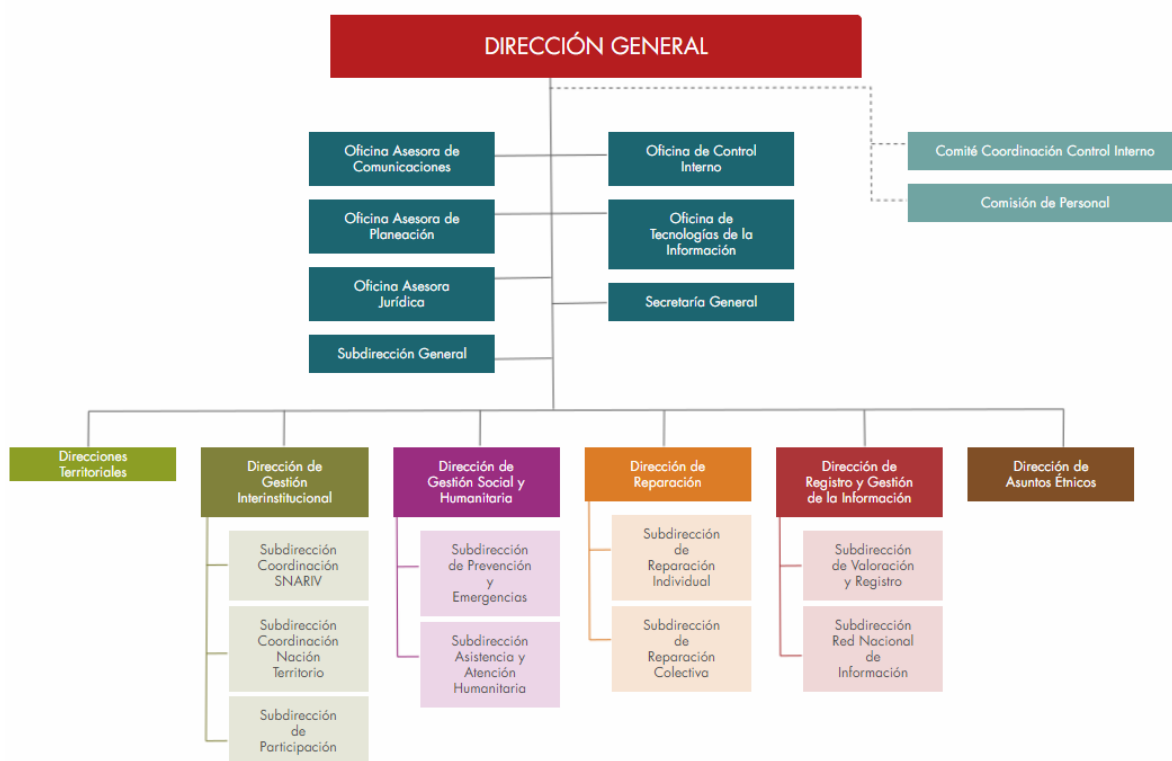 DIRECCIÓN GENERAL
Oficina Asesora de
Comunicaciones
Oficina de Control
Interno
Comité Coordinación Control Interno
Comisión de Personal
Oficina Asesora de
Planeación
Oficina de
Tecnologías de la
Información
Oficina Asesora
Jurídica
Secretaría General
Subdirección General
Direcciones
Territoriales
Dirección de
Gestión
Interinstitucional
Subdirección
Coordinación
SNARIV
Subdirección
Coordinación
Nación
Territorio
Subdirección
de
Participación
Dirección de
Gestión Social y
Humanitaria
Subdirección
de Prevención
y
Emergencias
Subdirección
Asistencia y
Atención
Humanitaria
Dirección de
Reparación
Subdirección
de
Reparación
Individual
Subdirección
de
Reparación
Colectiva
Dirección de
Registro y Gestión
de la Información
Subdirección
de Valoración
y Registro
Subdirección
Red Nacional
de
Información
Dirección de
Asuntos Étnicos